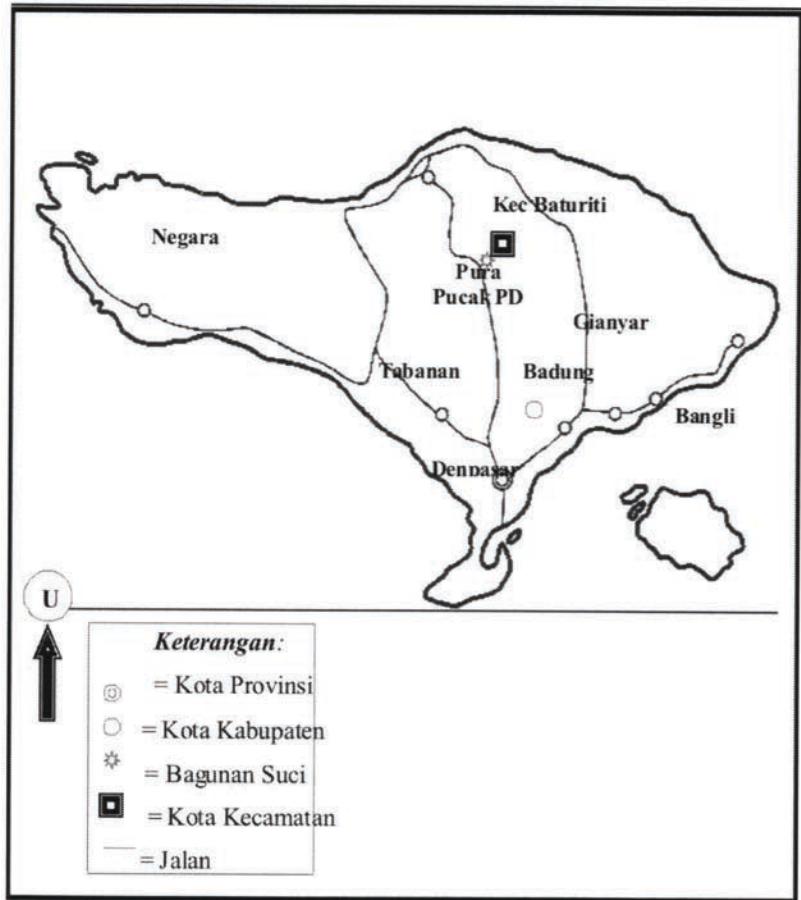 Kec Baturiti
Negara
Pura
Pucak PD
Gianyar
Tabanan
Badung
Bangli
Denpasar
U
Keterangan:
= Kota Provinsi
= Kota Kabupaten
= Bagunan Suci
= Kota Kecamatan
= Jalan